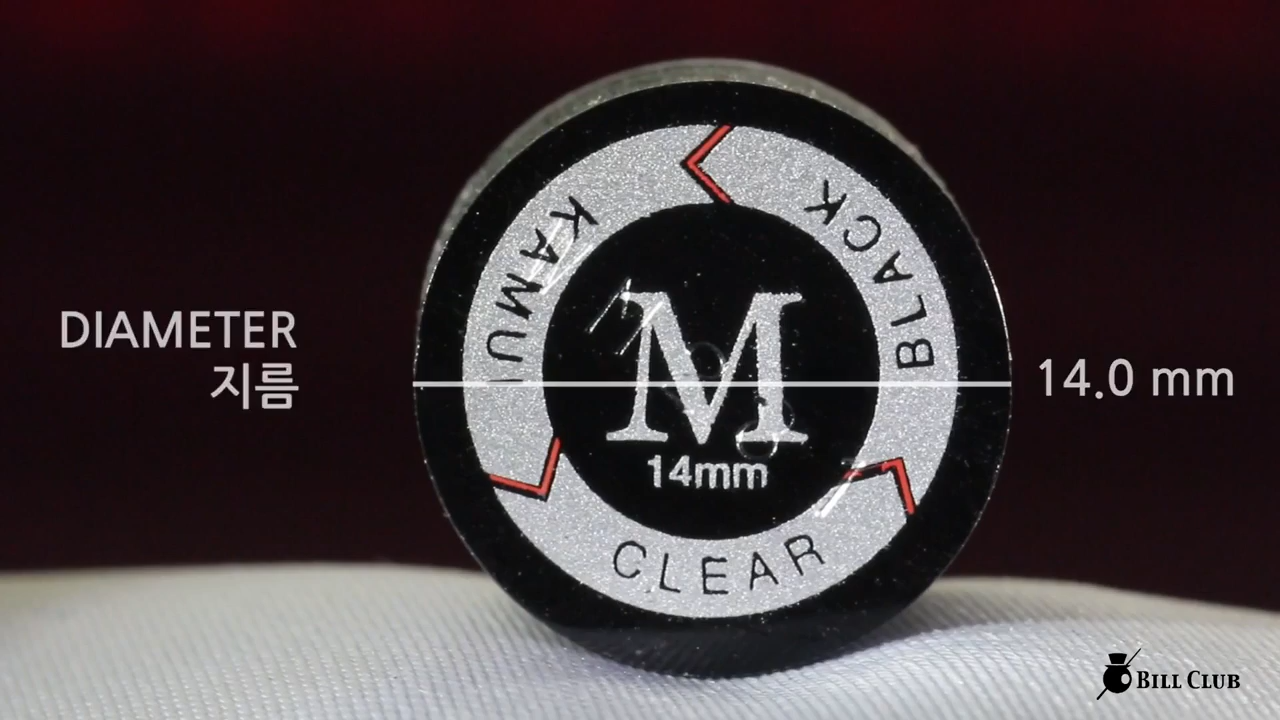 DIAMETER
지름
14.0 mm
KAMUI
BLACK
CLEAR
M
14mm
BILL CLUB